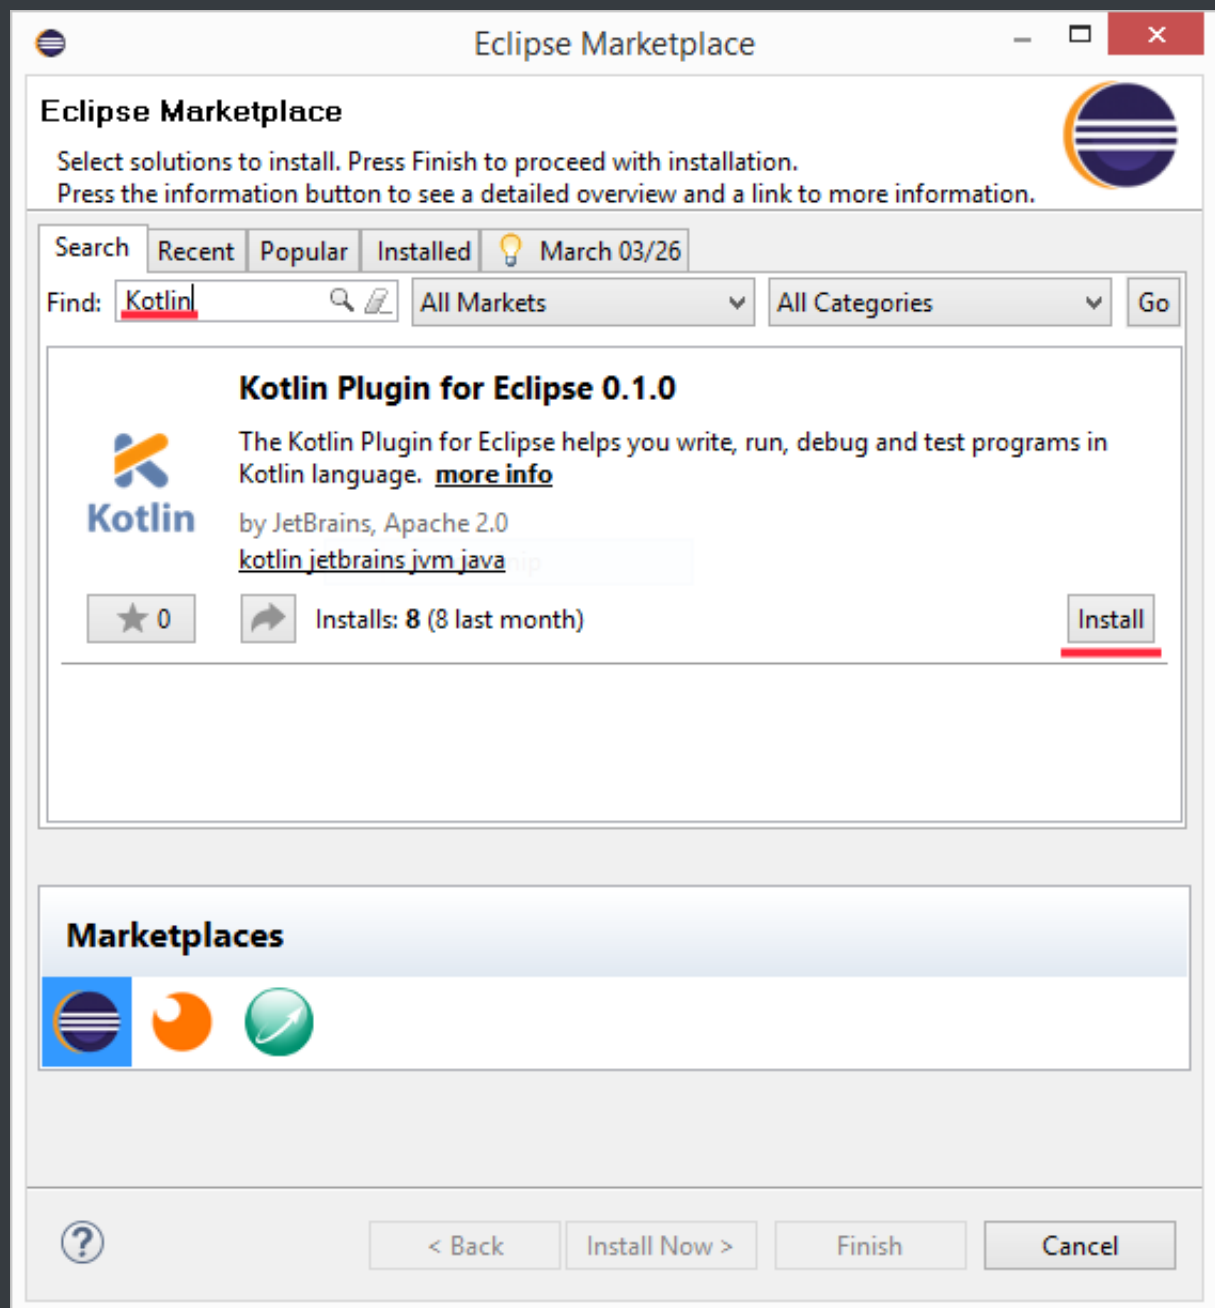 Eclipse Marketplace
Eclipse Marketplace
Select solutions to install. Press Finish to proceed with installation.
Press the information button to see a detailed overview and a link to more information.
Search Recent Popular Installed March 03/26
Find: Kotlin All Markets All Categories Go
Kotlin Plugin for Eclipse 0.1.0
The Kotlin Plugin for Eclipse helps you write, run, debug and test programs in
Kotlin language. more info
Kotlin
by JetBrains, Apache 2.0
kotlin jetbrains jvm java
0 Installs: 8 (8 last month) Install
Marketplaces
? < Back Install Now > Finish Cancel